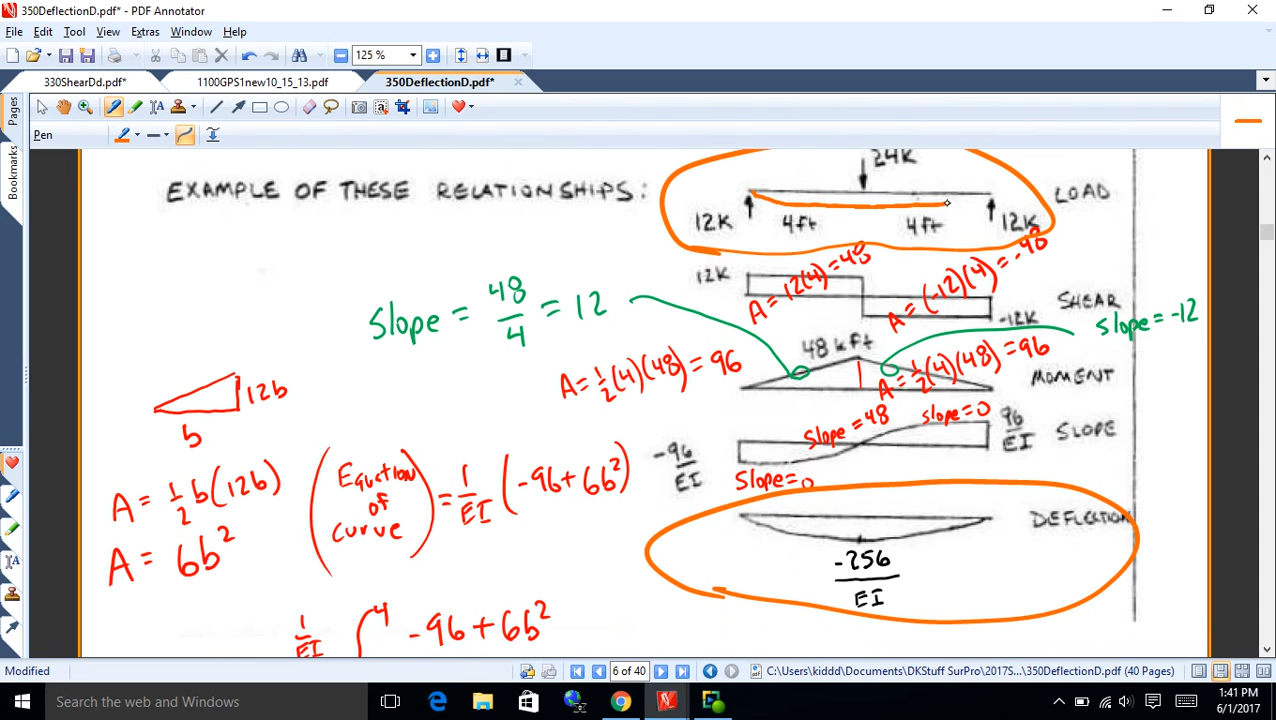 350DeflectionD.pdf* - PDF Annotator
File Edit Tool View Extras Window Help
125 %
330ShearDd.pdf* 1100GPS1new10_15_13.pdf 350DeflectionD.pdf*
Pen
Pages
Bookmarks
EXAMPLE OF THESE RELATIONSHIPS:
24K
LOAD
12K 4ft 4ft 12K
12K
A = 12(4) = 48
A = (-12)(4) = -48
SHEAR
-12K
Slope = 48/4 = 12
slope = -12
48 kft
A = 1/2(4)(48) = 96
A = 1/2(4)(48) = 96
MOMENT
12b
b
slope = 48
slope = 0
96/EI
SLOPE
-96/EI
Slope = 0
A = 1/2 b(12b)
(Equation of curve) = 1/EI (-96 + 6b²)
A = 6b²
DEFLECTION
-256/EI
1/EI ∫ 4 -96 + 6b²
Modified
6 of 40
C:\Users\kiddd\Documents\DKStuff SurPro\2017S...\350DeflectionD.pdf (40 Pages)
Search the web and Windows
1:41 PM
6/1/2017